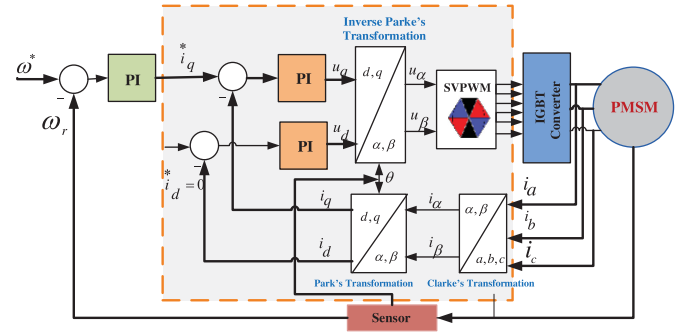 Inverse Parke's
Transformation
ω*
PI
i*q
PI
uq
d,q
α,β
uα
uβ
SVPWM
IGBT
Converter
PMSM
-
ωr
-
-
PI
ud
i*d=0
θ
iq
id
d,q
α,β
iα
iβ
α,β
a,b,c
ia
ib
ic
Park's Transformation
Clarke's Transformation
Sensor